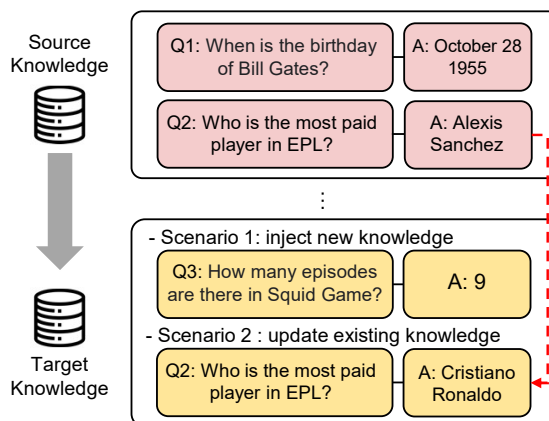 Source
Knowledge
Q1: When is the birthday
of Bill Gates?
A: October 28
1955
Q2: Who is the most paid
player in EPL?
A: Alexis
Sanchez
...
- Scenario 1: inject new knowledge
Q3: How many episodes
are there in Squid Game?
A: 9
- Scenario 2 : update existing knowledge
Target
Knowledge
Q2: Who is the most paid
player in EPL?
A: Cristiano
Ronaldo